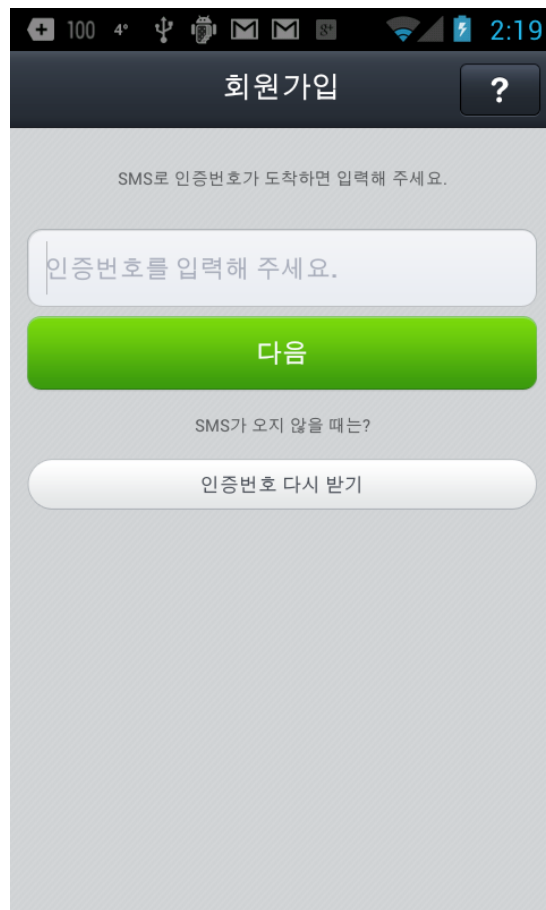 100 4° 2:19
회원가입 ?
SMS로 인증번호가 도착하면 입력해 주세요.
인증번호를 입력해 주세요.
다음
SMS가 오지 않을 때는?
인증번호 다시 받기